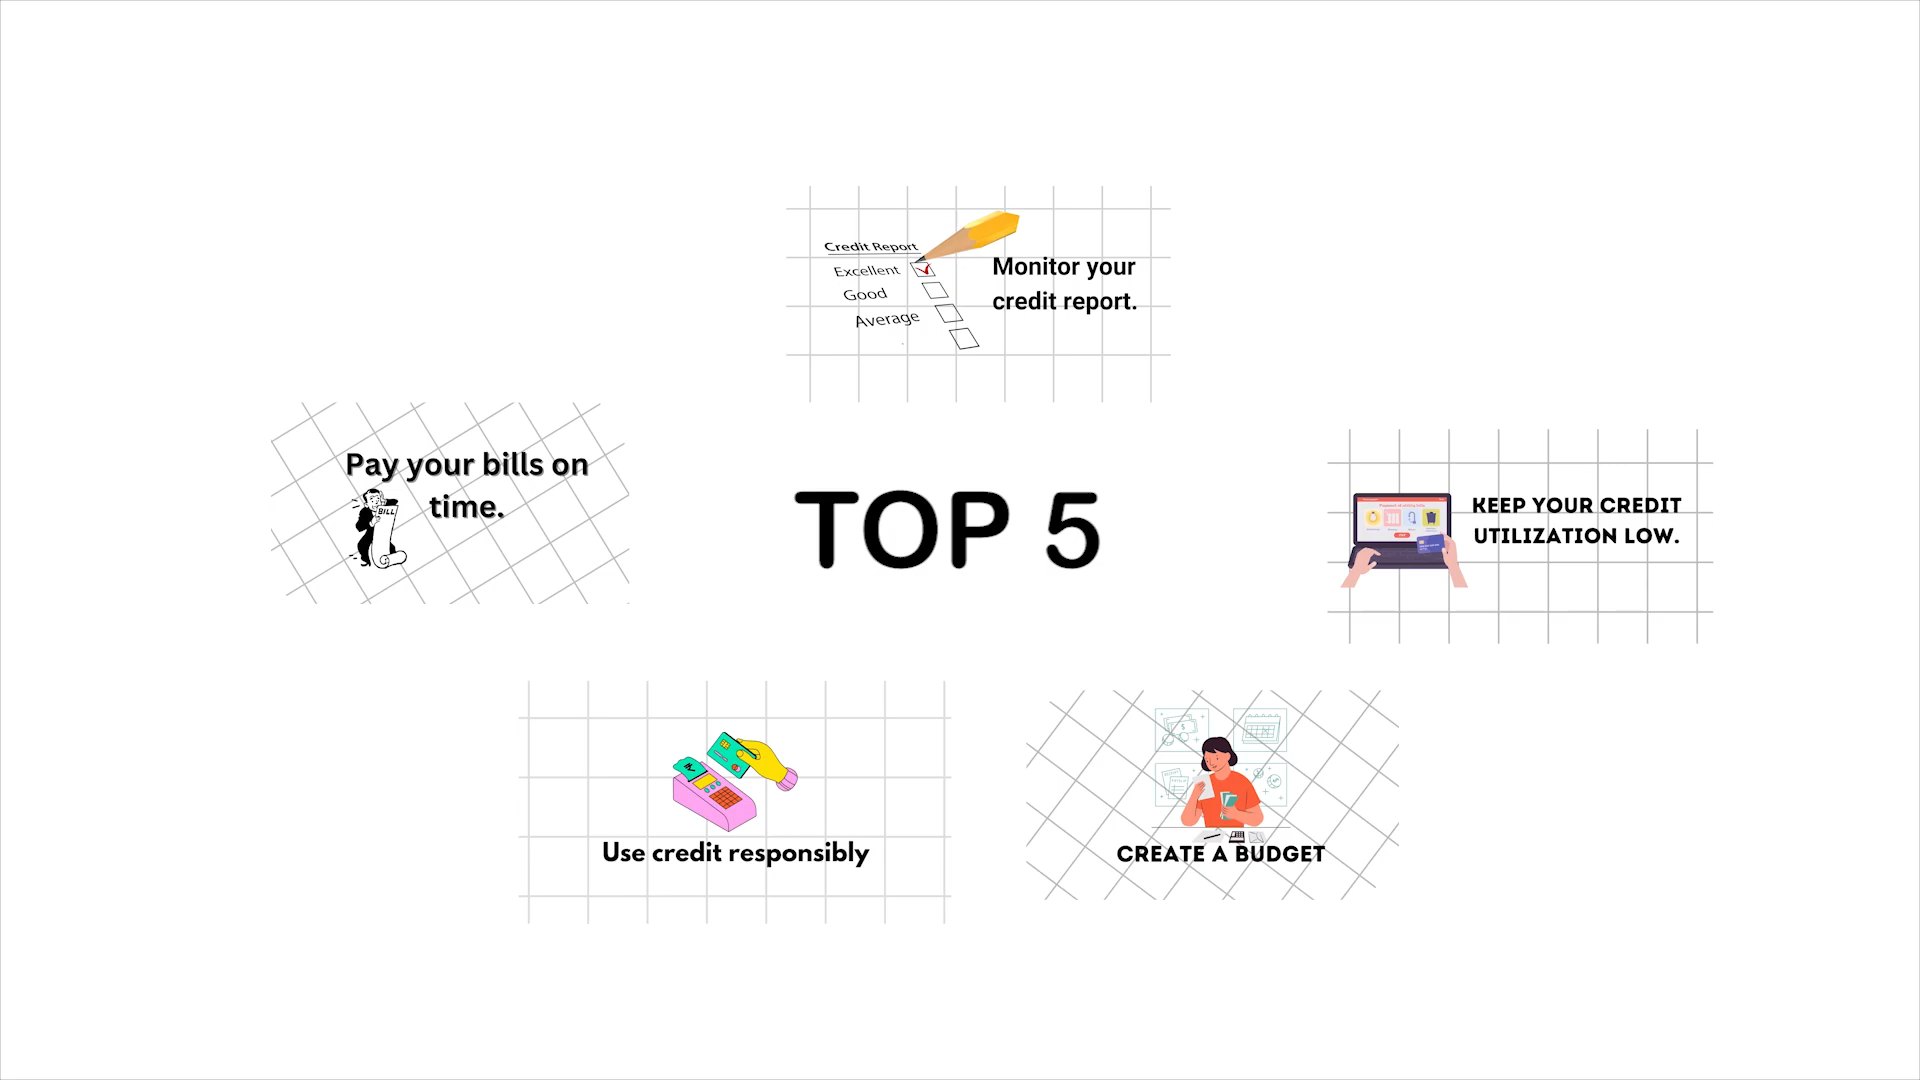 Credit Report
Excellent
Good
Average
Monitor your
credit report.
Pay your bills on
time.
BILL
TOP 5
KEEP YOUR CREDIT
UTILIZATION LOW.
Use credit responsibly
CREATE A BUDGET